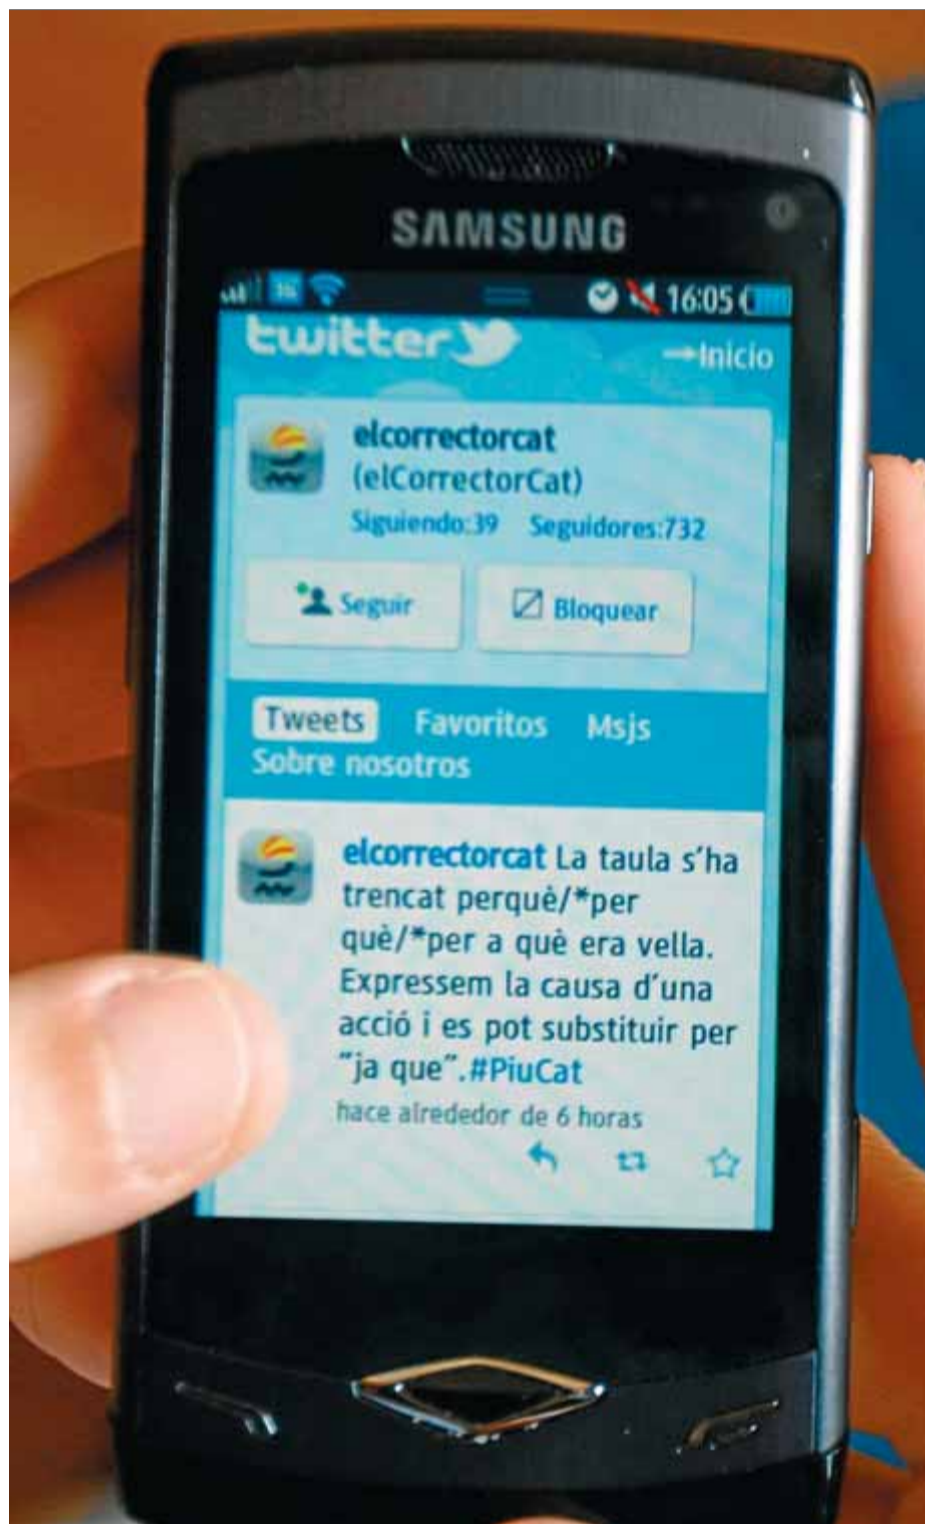 SAMSUNG
3G
16:05
twitter
→Inicio
elcorrectorcat
(elCorrectorCat)
Siguiendo:39 Seguidores:732
Seguir
Bloquear
Tweets Favoritos Msjs
Sobre nosotros
elcorrectorcat La taula s'ha
trencat perquè/*per
què/*per a què era vella.
Expressem la causa d'una
acció i es pot substituir per
"ja que".#PiuCat
hace alrededor de 6 horas